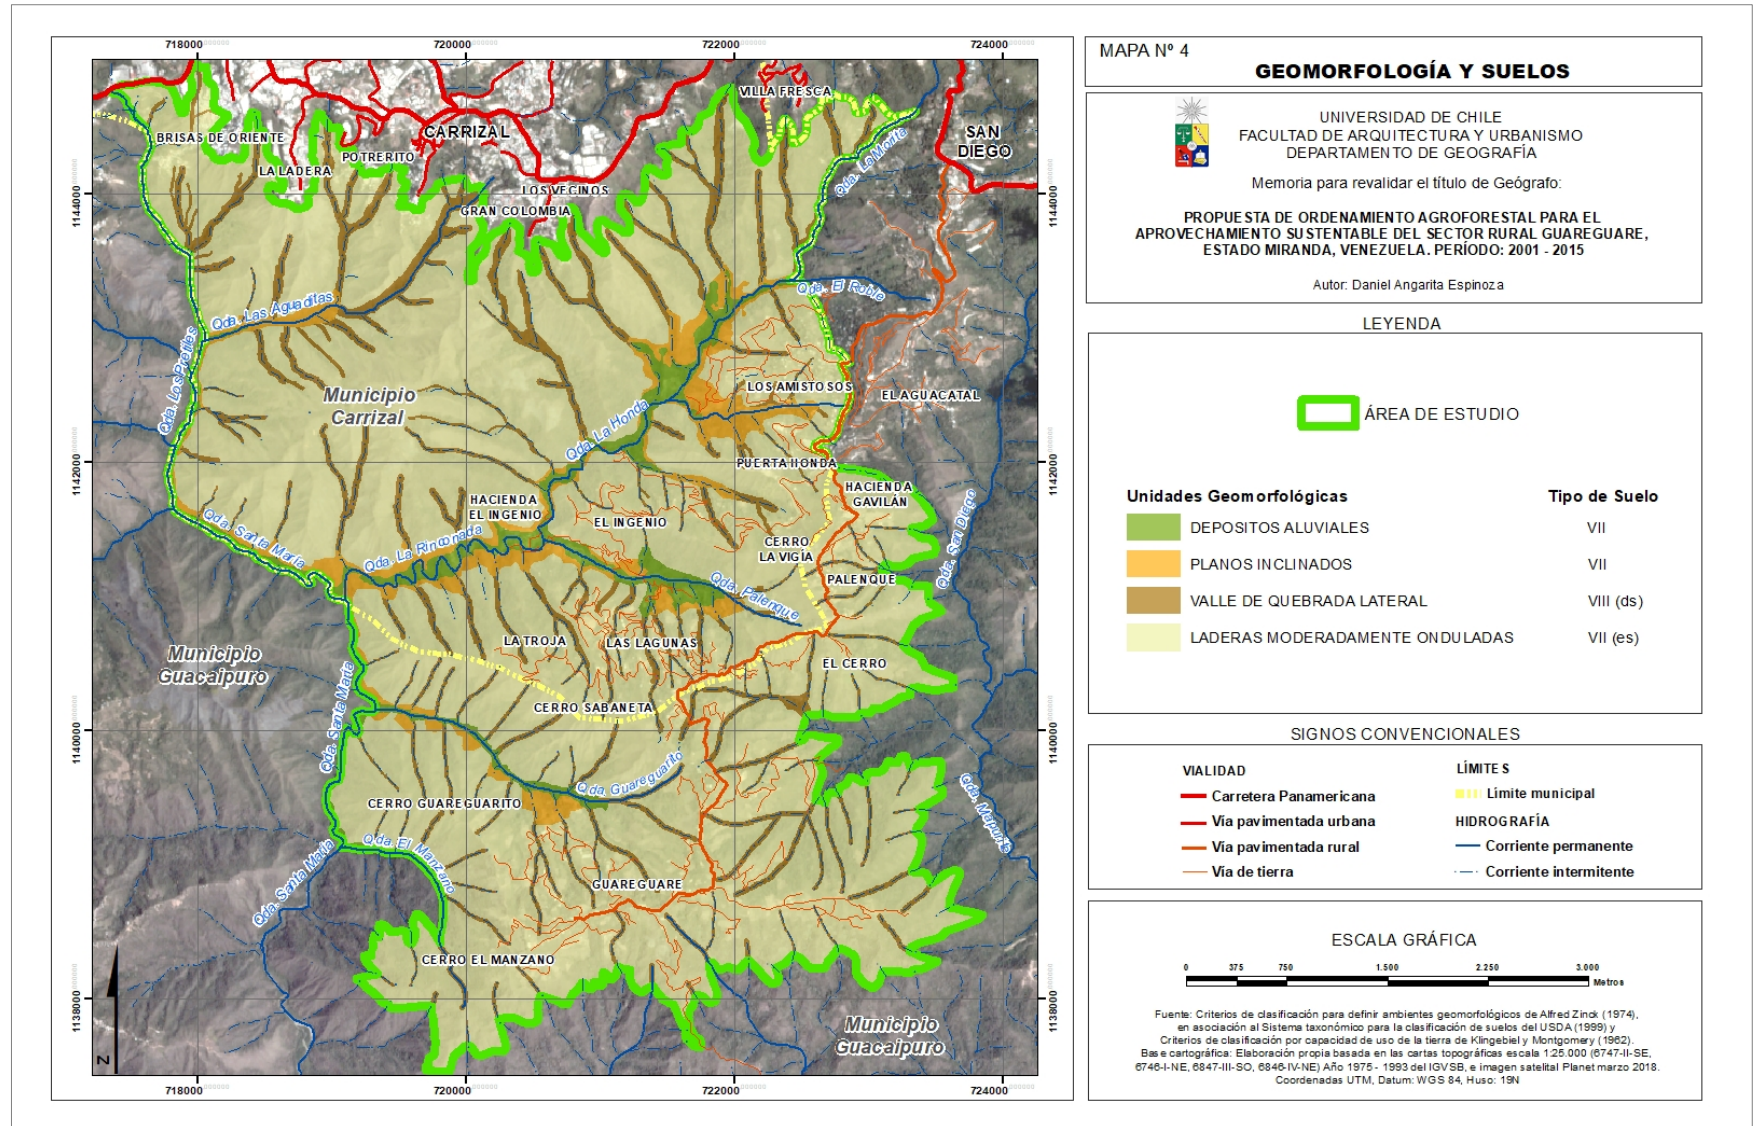 718000
720000
722000
724000
1144000
1142000
1140000
1138000
1144000
1142000
1140000
1138000
718000
720000
722000
724000
VILLA FRESCA
BRISAS DE ORIENTE
CARRIZAL
SAN
DIEGO
POTRERITO
LA LADERA
LOS VECINOS
GRAN COLOMBIA
Qda. La Morita
Qda. El Roble
Qda. Las Aguaditas
Qda. Los Pretiles
Municipio
Carrizal
LOS AMISTOSOS
EL AGUACATAL
Qda. La Honda
PUERTA HONDA
HACIENDA
GAVILÁN
HACIENDA
EL INGENIO
EL INGENIO
Qda. Santa María
Qda. La Rinconada
CERRO
LA VIGÍA
Qda. San Diego
PALENQUE
Qda. Palenque
LA TROJA
LAS LAGUNAS
Municipio
Guacaipuro
EL CERRO
Qda. Santa María
CERRO SABANETA
Qda. Guareguarito
CERRO GUAREGUARITO
Qda. El Manzano
Qda. Santa María
GUAREGUARE
CERRO EL MANZANO
Municipio
Guacaipuro
N
MAPA Nº 4
GEOMORFOLOGÍA Y SUELOS
UNIVERSIDAD DE CHILE
FACULTAD DE ARQUITECTURA Y URBANISMO
DEPARTAMENTO DE GEOGRAFÍA
Memoria para revalidar el título de Geógrafo:
PROPUESTA DE ORDENAMIENTO AGROFORESTAL PARA EL
APROVECHAMIENTO SUSTENTABLE DEL SECTOR RURAL GUAREGUARE,
ESTADO MIRANDA, VENEZUELA. PERÍODO: 2001 - 2015
Autor: Daniel Angarita Espinoza
LEYENDA
ÁREA DE ESTUDIO
Unidades Geomorfológicas Tipo de Suelo
DEPOSITOS ALUVIALES VII
PLANOS INCLINADOS VII
VALLE DE QUEBRADA LATERAL VIII (ds)
LADERAS MODERADAMENTE ONDULADAS VII (es)
SIGNOS CONVENCIONALES
VIALIDAD
Carretera Panamericana
Vía pavimentada urbana
Vía pavimentada rural
Vía de tierra
LÍMITES
Límite municipal
HIDROGRAFÍA
Corriente permanente
Corriente intermitente
ESCALA GRÁFICA
0 375 750 1.500 2.250 3.000
Metros
Fuente: Criterios de clasificación para definir ambientes geomorfológicos de Alfred Zinck (1974),
en asociación al Sistema taxonómico para la clasificación de suelos del USDA (1999) y
Criterios de clasificación por capacidad de uso de la tierra de Klingebiel y Montgomery (1962).
Base cartográfica: Elaboración propia basada en las cartas topográficas escala 1:25.000 (6747-II-SE,
6746-I-NE, 6847-III-SO, 6846-IV-NE) Año 1975 - 1993 del IGVSB, e imagen satelital Planet marzo 2018.
Coordenadas UTM, Datum: WGS 84, Huso: 19N